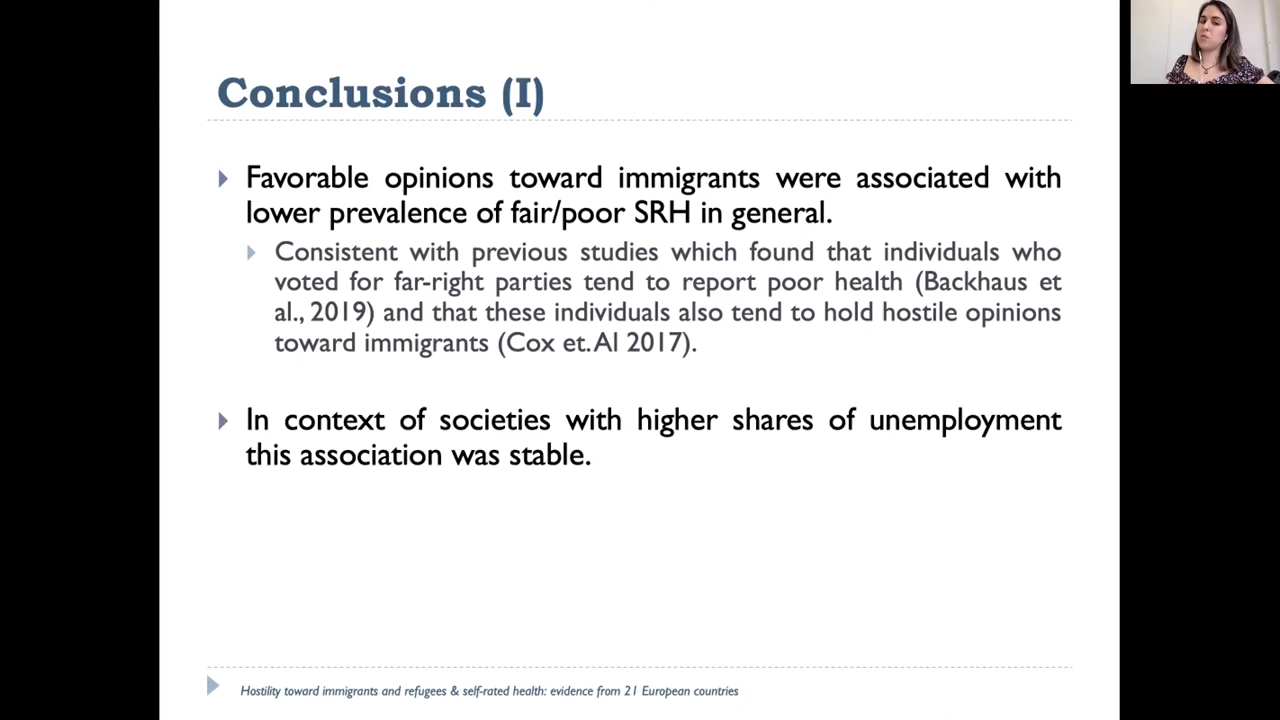 Conclusions (I)
Favorable opinions toward immigrants were associated with
lower prevalence of fair/poor SRH in general.
Consistent with previous studies which found that individuals who
voted for far-right parties tend to report poor health (Backhaus et
al., 2019) and that these individuals also tend to hold hostile opinions
toward immigrants (Cox et. Al 2017).
In context of societies with higher shares of unemployment
this association was stable.
Hostility toward immigrants and refugees & self-rated health: evidence from 21 European countries